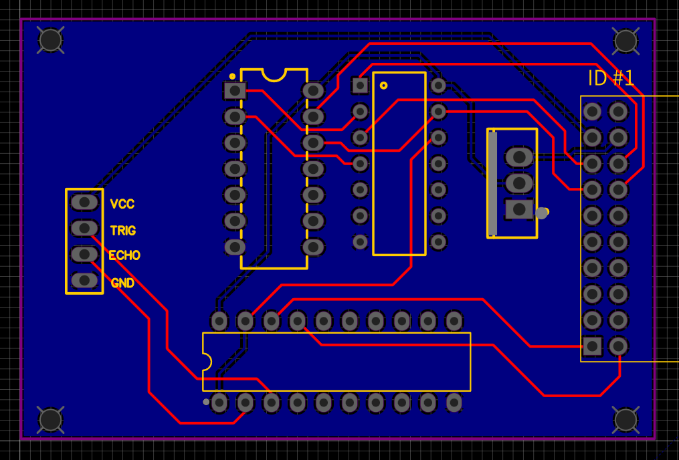 ID #1
VCC
TRIG
ECHO
GND